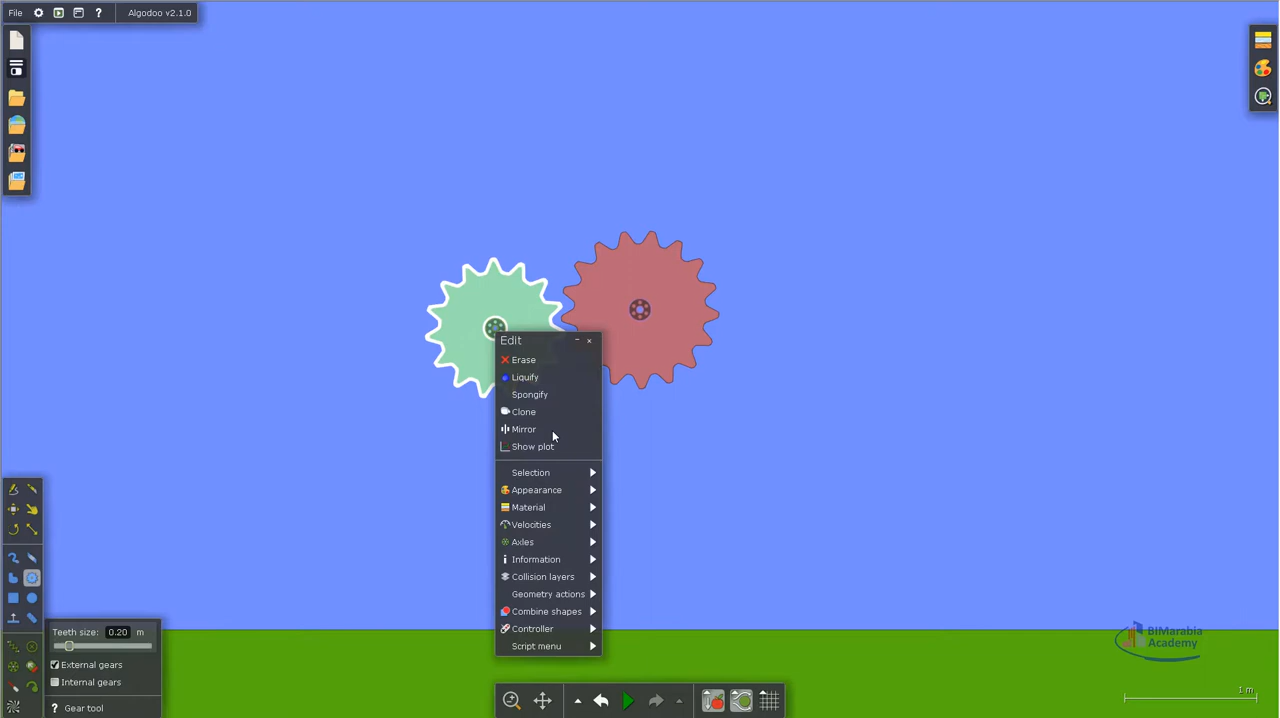 File
?
Algodoo v2.1.0
Edit
Erase
Liquify
Spongify
Clone
Mirror
Show plot
Selection
Appearance
Material
Velocities
Axles
Information
Collision layers
Geometry actions
Combine shapes
Controller
Script menu
Teeth size: 0.20 m
External gears
Internal gears
? Gear tool
BIMarabia
Academy
1 m